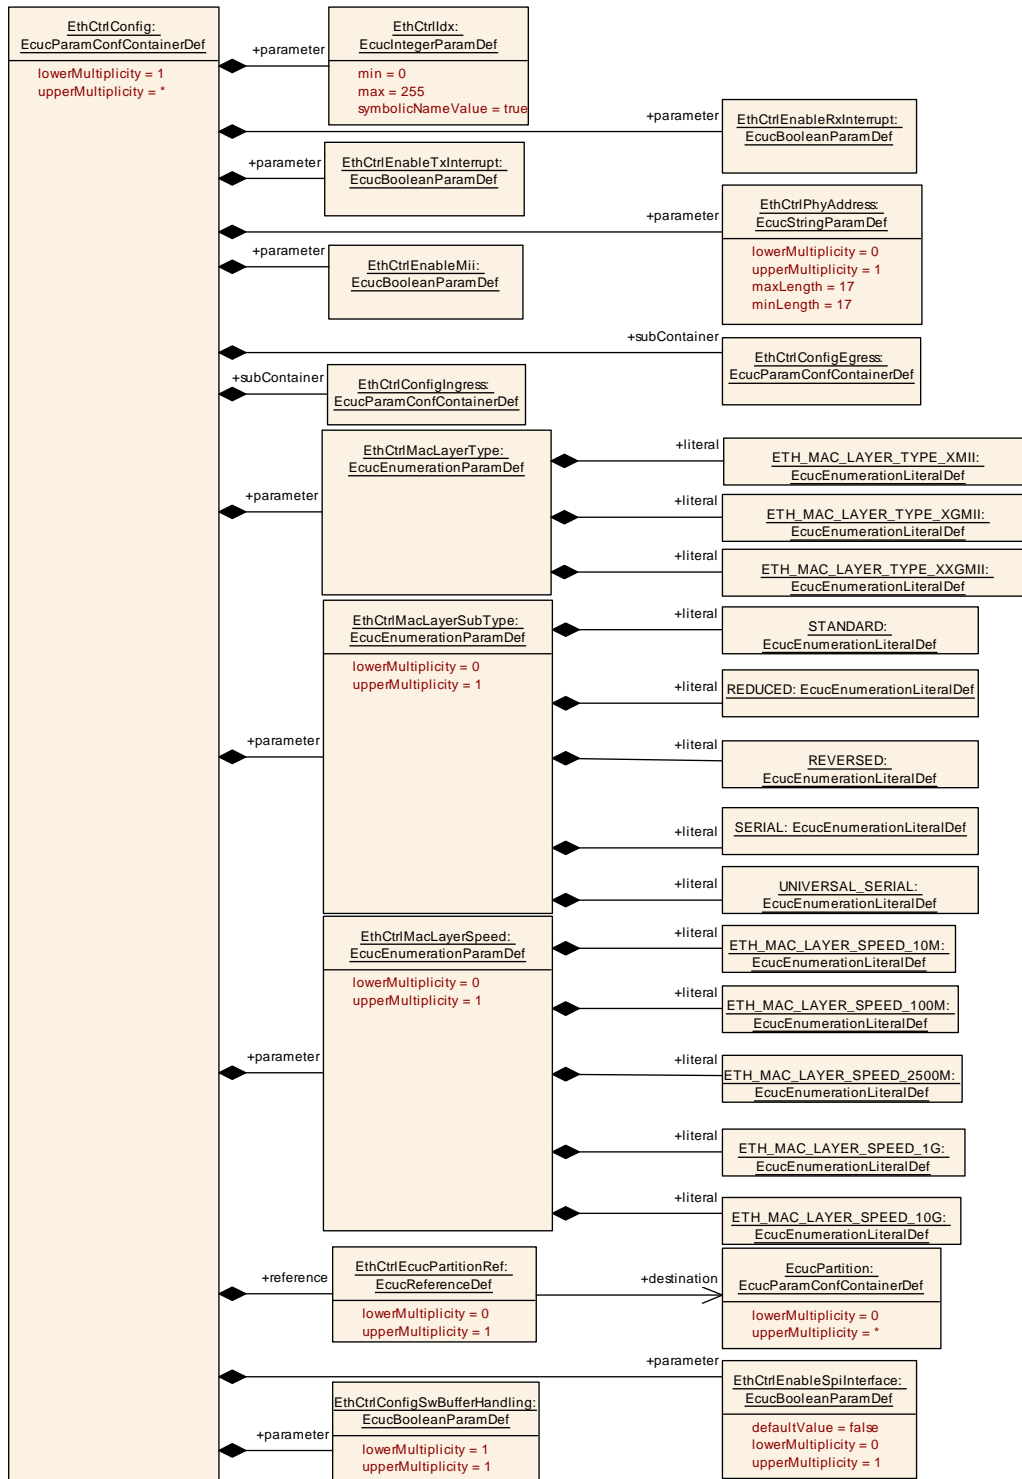 EthCtrlConfig:
EcucParamConfContainerDef
lowerMultiplicity = 1
upperMultiplicity = *
+parameter
EthCtrlIdx:
EcucIntegerParamDef
min = 0
max = 255
symbolicNameValue = true
+parameter
EthCtrlEnableRxInterrupt:
EcucBooleanParamDef
+parameter
EthCtrlEnableTxInterrupt:
EcucBooleanParamDef
+parameter
EthCtrlPhyAddress:
EcucStringParamDef
lowerMultiplicity = 0
upperMultiplicity = 1
maxLength = 17
minLength = 17
+parameter
EthCtrlEnableMii:
EcucBooleanParamDef
+subContainer
EthCtrlConfigEgress:
EcucParamConfContainerDef
+subContainer
EthCtrlConfigIngress:
EcucParamConfContainerDef
+parameter
EthCtrlMacLayerType:
EcucEnumerationParamDef
+literal
ETH_MAC_LAYER_TYPE_XMII:
EcucEnumerationLiteralDef
+literal
ETH_MAC_LAYER_TYPE_XGMII:
EcucEnumerationLiteralDef
+literal
ETH_MAC_LAYER_TYPE_XXGMII:
EcucEnumerationLiteralDef
+parameter
EthCtrlMacLayerSubType:
EcucEnumerationParamDef
lowerMultiplicity = 0
upperMultiplicity = 1
+literal
STANDARD:
EcucEnumerationLiteralDef
+literal
REDUCED: EcucEnumerationLiteralDef
+literal
REVERSED:
EcucEnumerationLiteralDef
+literal
SERIAL: EcucEnumerationLiteralDef
+literal
UNIVERSAL_SERIAL:
EcucEnumerationLiteralDef
+parameter
EthCtrlMacLayerSpeed:
EcucEnumerationParamDef
lowerMultiplicity = 0
upperMultiplicity = 1
+literal
ETH_MAC_LAYER_SPEED_10M:
EcucEnumerationLiteralDef
+literal
ETH_MAC_LAYER_SPEED_100M:
EcucEnumerationLiteralDef
+literal
ETH_MAC_LAYER_SPEED_2500M:
EcucEnumerationLiteralDef
+literal
ETH_MAC_LAYER_SPEED_1G:
EcucEnumerationLiteralDef
+literal
ETH_MAC_LAYER_SPEED_10G:
EcucEnumerationLiteralDef
+reference
EthCtrlEcucPartitionRef:
EcucReferenceDef
lowerMultiplicity = 0
upperMultiplicity = 1
+destination
EcucPartition:
EcucParamConfContainerDef
lowerMultiplicity = 0
upperMultiplicity = *
+parameter
EthCtrlEnableSpiInterface:
EcucBooleanParamDef
defaultValue = false
lowerMultiplicity = 0
upperMultiplicity = 1
+parameter
EthCtrlConfigSwBufferHandling:
EcucBooleanParamDef
lowerMultiplicity = 1
upperMultiplicity = 1